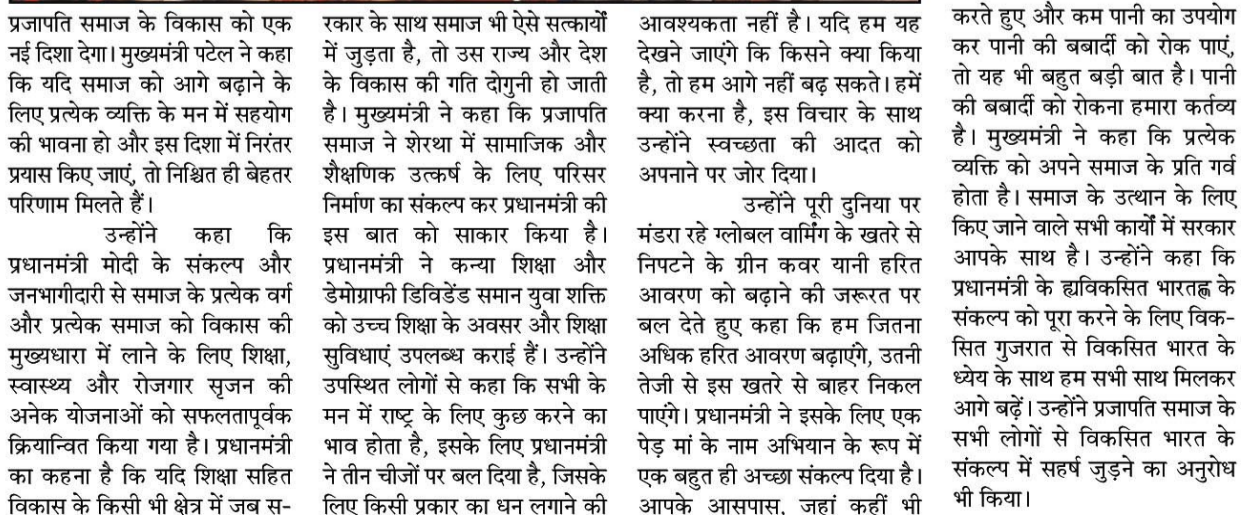 प्रजापति समाज के विकास को एक
नई दिशा देगा। मुख्यमंत्री पटेल ने कहा
कि यदि समाज को आगे बढ़ाने के
लिए प्रत्येक व्यक्ति के मन में सहयोग
की भावना हो और इस दिशा में निरंतर
प्रयास किए जाएं, तो निश्चित ही बेहतर
परिणाम मिलते हैं।
उन्होंने कहा कि
प्रधानमंत्री मोदी के संकल्प और
जनभागीदारी से समाज के प्रत्येक वर्ग
और प्रत्येक समाज को विकास की
मुख्यधारा में लाने के लिए शिक्षा,
स्वास्थ्य और रोजगार सृजन की
अनेक योजनाओं को सफलतापूर्वक
क्रियान्वित किया गया है। प्रधानमंत्री
का कहना है कि यदि शिक्षा सहित
विकास के किसी भी क्षेत्र में जब स-
रकार के साथ समाज भी ऐसे सत्कार्यों
में जुड़ता है, तो उस राज्य और देश
के विकास की गति दोगुनी हो जाती
है। मुख्यमंत्री ने कहा कि प्रजापति
समाज ने शेरथा में सामाजिक और
शैक्षणिक उत्कर्ष के लिए परिसर
निर्माण का संकल्प कर प्रधानमंत्री की
इस बात को साकार किया है।
प्रधानमंत्री ने कन्या शिक्षा और
डेमोग्राफी डिविडेंड समान युवा शक्ति
को उच्च शिक्षा के अवसर और शिक्षा
सुविधाएं उपलब्ध कराई हैं। उन्होंने
उपस्थित लोगों से कहा कि सभी के
मन में राष्ट्र के लिए कुछ करने का
भाव होता है, इसके लिए प्रधानमंत्री
ने तीन चीजों पर बल दिया है, जिसके
लिए किसी प्रकार का धन लगाने की
आवश्यकता नहीं है। यदि हम यह
देखने जाएंगे कि किसने क्या किया
है, तो हम आगे नहीं बढ़ सकते। हमें
क्या करना है, इस विचार के साथ
उन्होंने स्वच्छता की आदत को
अपनाने पर जोर दिया।
उन्होंने पूरी दुनिया पर
मंडरा रहे ग्लोबल वार्मिंग के खतरे से
निपटने के ग्रीन कवर यानी हरित
आवरण को बढ़ाने की जरूरत पर
बल देते हुए कहा कि हम जितना
अधिक हरित आवरण बढ़ाएंगे, उतनी
तेजी से इस खतरे से बाहर निकल
पाएंगे। प्रधानमंत्री ने इसके लिए एक
पेड़ मां के नाम अभियान के रूप में
एक बहुत ही अच्छा संकल्प दिया है।
आपके आसपास, जहां कहीं भी
करते हुए और कम पानी का उपयोग
कर पानी की बबार्दी को रोक पाएं,
तो यह भी बहुत बड़ी बात है। पानी
की बबार्दी को रोकना हमारा कर्तव्य
है। मुख्यमंत्री ने कहा कि प्रत्येक
व्यक्ति को अपने समाज के प्रति गर्व
होता है। समाज के उत्थान के लिए
किए जाने वाले सभी कार्यों में सरकार
आपके साथ है। उन्होंने कहा कि
प्रधानमंत्री के ह्यविकसित भारतह्ण के
संकल्प को पूरा करने के लिए विक-
सित गुजरात से विकसित भारत के
ध्येय के साथ हम सभी साथ मिलकर
आगे बढ़ें। उन्होंने प्रजापति समाज के
सभी लोगों से विकसित भारत के
संकल्प में सहर्ष जुड़ने का अनुरोध
भी किया।